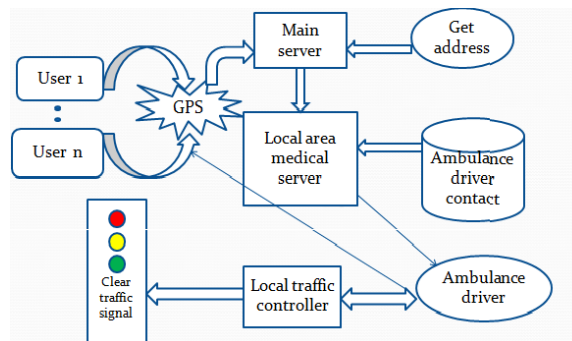 Main
server
Get
address
User 1
GPS
User n
Local area
medical
server
Ambulance
driver
contact
Clear
traffic
signal
Local traffic
controller
Ambulance
driver